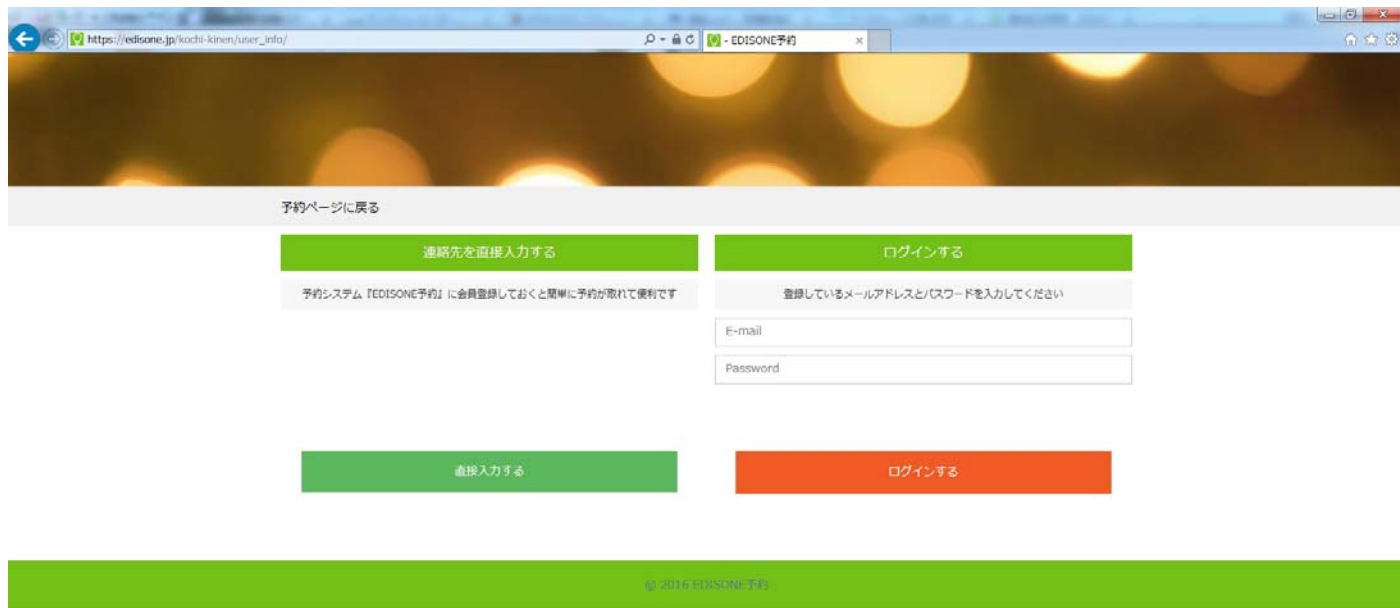 https://edisone.jp/kochi-kinen/user_info/
- EDISONE予約
予約ページに戻る
連絡先を直接入力する
ログインする
予約システム『EDISONE予約』に会員登録しておくと簡単に予約が取れて便利です
登録しているメールアドレスとパスワードを入力してください
E-mail
Password
直接入力する
ログインする
© 2016 EDISONE予約